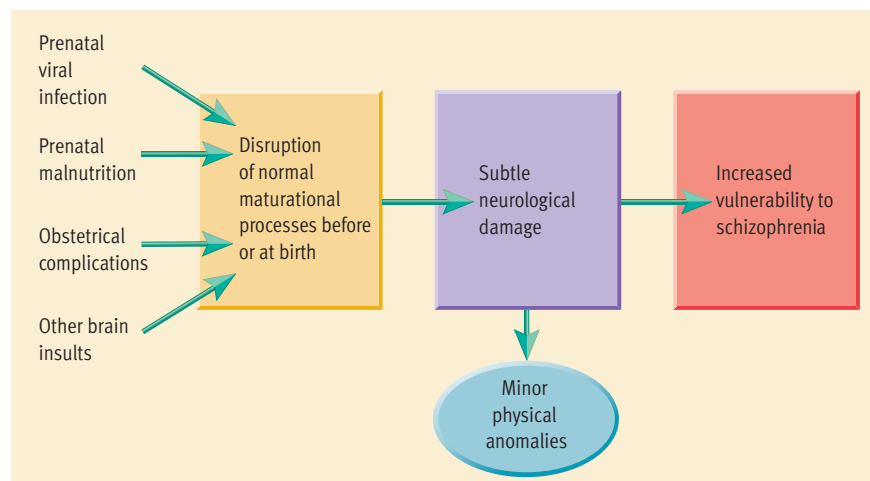 Prenatal
viral
infection
Prenatal
malnutrition
Obstetrical
complications
Other brain
insults
Disruption
of normal
maturational
processes before
or at birth
Subtle
neurological
damage
Increased
vulnerability to
schizophrenia
Minor
physical
anomalies